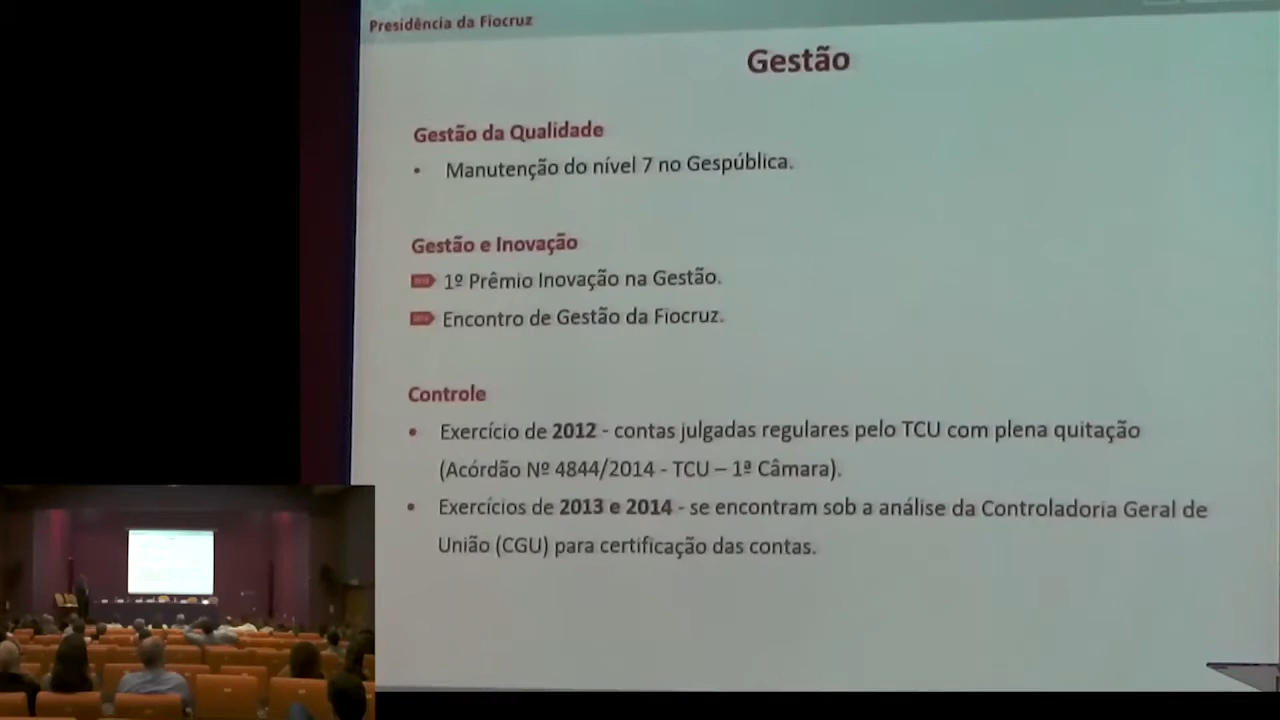 Presidência da Fiocruz
Gestão
Gestão da Qualidade
• Manutenção do nível 7 no Gespública.
Gestão e Inovação
1º Prêmio Inovação na Gestão.
Encontro de Gestão da Fiocruz.
Controle
• Exercício de 2012 - contas julgadas regulares pelo TCU com plena quitação
(Acórdão Nº 4844/2014 - TCU – 1ª Câmara).
• Exercícios de 2013 e 2014 - se encontram sob a análise da Controladoria Geral de
União (CGU) para certificação das contas.